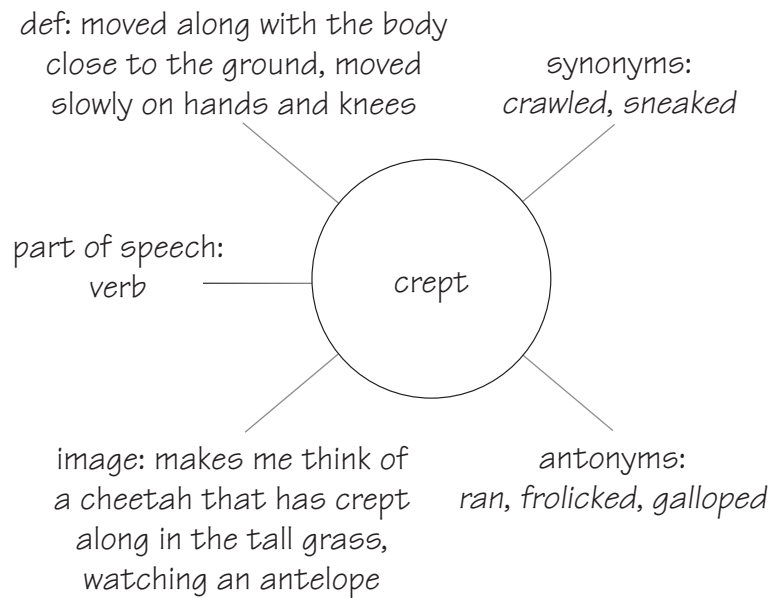 def: moved along with the body
close to the ground, moved
slowly on hands and knees
synonyms:
crawled, sneaked
part of speech:
verb
crept
image: makes me think of
a cheetah that has crept
along in the tall grass,
watching an antelope
antonyms:
ran, frolicked, galloped